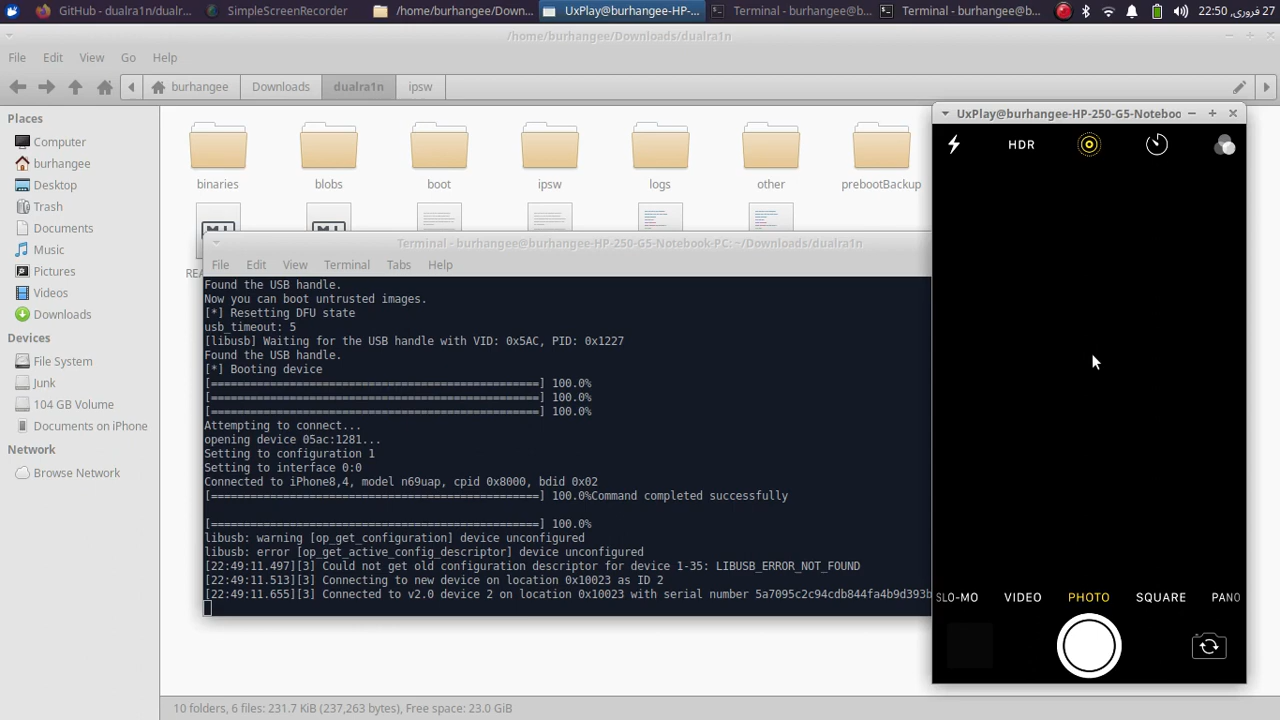 GitHub - dualra1n/dualr...
SimpleScreenRecorder
/home/burhangee/Down...
UxPlay@burhangee-HP-...
Terminal - burhangee@b...
Terminal - burhangee@b...
27 فروری, 22:50
/home/burhangee/Downloads/dualra1n
File Edit View Go Help
burhangee Downloads dualra1n ipsw
Places
Computer
burhangee
Desktop
Trash
Documents
Music
Pictures
Videos
Downloads
Devices
File System
Junk
104 GB Volume
Documents on iPhone
Network
Browse Network
binaries blobs boot ipsw logs other prebootBackup
Terminal - burhangee@burhangee-HP-250-G5-Notebook-PC: ~/Downloads/dualra1n
File Edit View Terminal Tabs Help
Found the USB handle.
Now you can boot untrusted images.
[*] Resetting DFU state
usb_timeout: 5
[libusb] Waiting for the USB handle with VID: 0x5AC, PID: 0x1227
Found the USB handle.
[*] Booting device
[================================================] 100.0%
[================================================] 100.0%
[================================================] 100.0%
Attempting to connect...
opening device 05ac:1281...
Setting to configuration 1
Setting to interface 0:0
Connected to iPhone8,4, model n69uap, cpid 0x8000, bdid 0x02
[================================================] 100.0%Command completed successfully
[================================================] 100.0%
libusb: warning [op_get_configuration] device unconfigured
libusb: error [op_get_active_config_descriptor] device unconfigured
[22:49:11.497][3] Could not get old configuration descriptor for device 1-35: LIBUSB_ERROR_NOT_FOUND
[22:49:11.513][3] Connecting to new device on location 0x10023 as ID 2
[22:49:11.655][3] Connected to v2.0 device 2 on location 0x10023 with serial number 5a7095c2c94cdb844fa4b9d393b
UxPlay@burhangee-HP-250-G5-Noteboo
HDR
SLO-MO VIDEO PHOTO SQUARE PANO
10 folders, 6 files: 231.7 KiB (237,263 bytes), Free space: 23.0 GiB